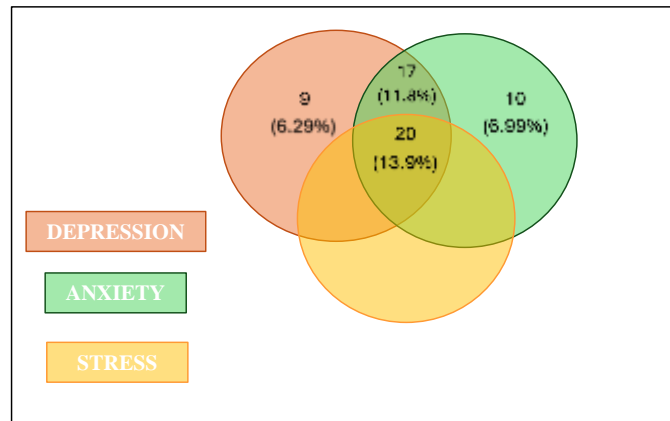 17
(11.8%)
9
(6.29%)
10
(6.99%)
20
(13.9%)
DEPRESSION
ANXIETY
STRESS